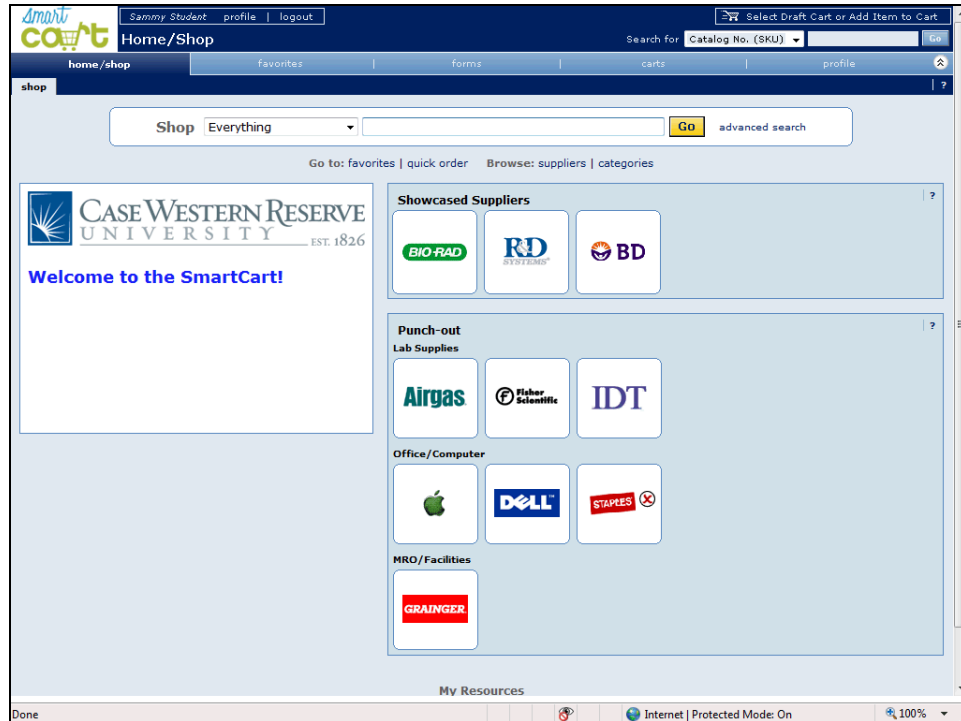 Smart cart
Sammy Student profile | logout
Select Draft Cart or Add Item to Cart
Home/Shop
Search for Catalog No. (SKU) Go
home/shop favorites | forms | carts | profile
shop ?
Shop Everything Go advanced search
Go to: favorites | quick order Browse: suppliers | categories
CASE WESTERN RESERVE
UNIVERSITY EST. 1826
Welcome to the SmartCart!
Showcased Suppliers ?
BIO-RAD R&D SYSTEMS® BD
Punch-out ?
Lab Supplies
Airgas Fisher Scientific IDT
Office/Computer
DELL™ STAPLES
MRO/Facilities
GRAINGER
My Resources
Done Internet | Protected Mode: On 100%